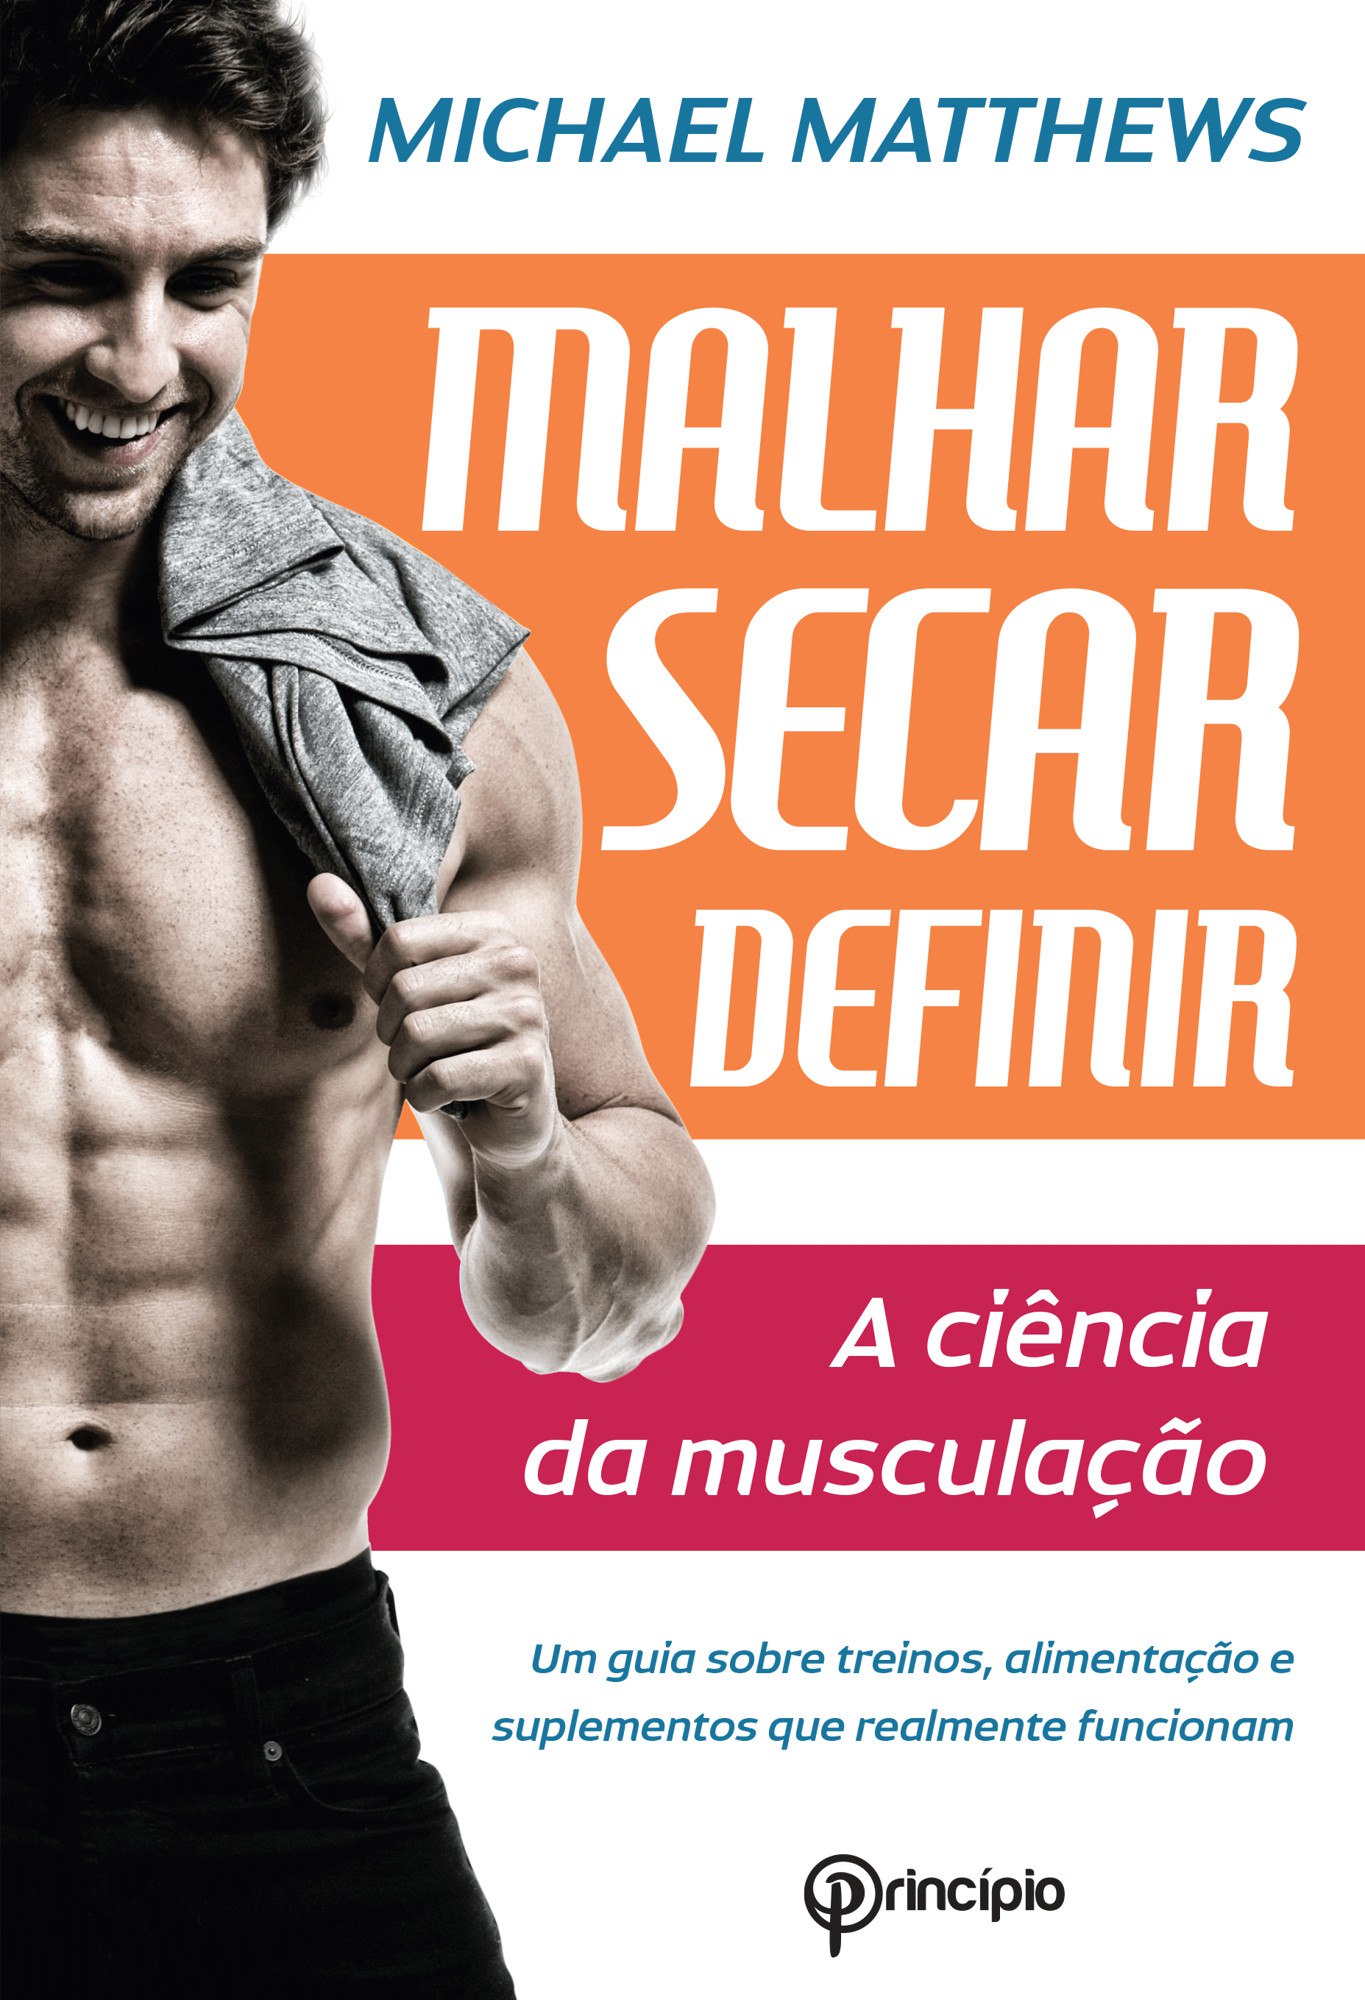 MICHAEL MATTHEWS
MALHAR
SECAR
DEFINIR
A ciência
da musculação
Um guia sobre treinos, alimentação e
suplementos que realmente funcionam
Princípio